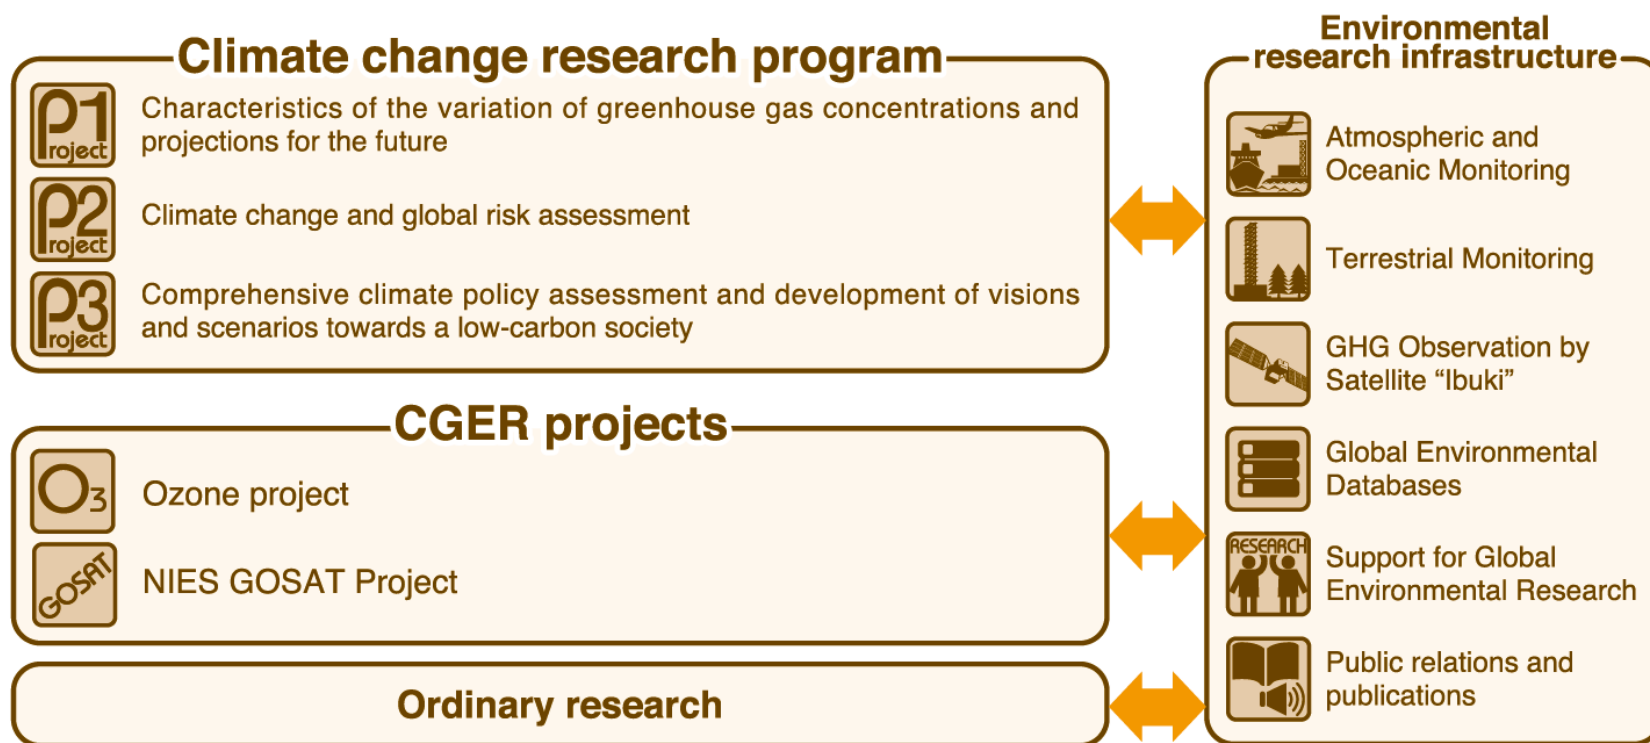 Climate change research program
P1
roject
Characteristics of the variation of greenhouse gas concentrations and
projections for the future
P2
roject
Climate change and global risk assessment
P3
roject
Comprehensive climate policy assessment and development of visions
and scenarios towards a low-carbon society
CGER projects
O3
Ozone project
GOSAT
NIES GOSAT Project
Ordinary research
Environmental
research infrastructure
Atmospheric and
Oceanic Monitoring
Terrestrial Monitoring
GHG Observation by
Satellite “Ibuki”
Global Environmental
Databases
RESEARCH
Support for Global
Environmental Research
Public relations and
publications